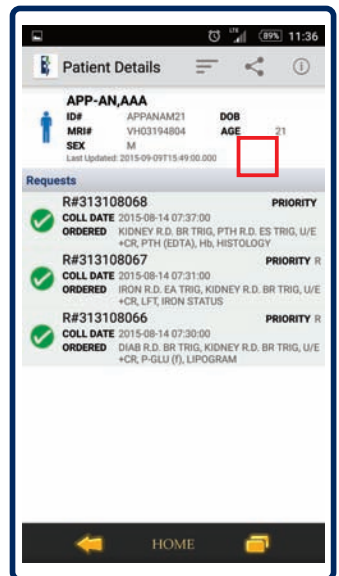 LTE 89% 11:36
Patient Details
APP-AN,AAA
ID# APPANAM21 DOB
MRI# VH03194804 AGE 21
SEX M
Last Updated: 2015-09-09T15:49:00.000
Requests
R#313108068 PRIORITY
COLL DATE 2015-08-14 07:37:00
ORDERED KIDNEY R.D. BR TRIG, PTH R.D. ES TRIG, U/E
+CR, PTH (EDTA), Hb, HISTOLOGY
R#313108067 PRIORITY R
COLL DATE 2015-08-14 07:31:00
ORDERED IRON R.D. EA TRIG, KIDNEY R.D. BR TRIG, U/E
+CR, LFT, IRON STATUS
R#313108066 PRIORITY R
COLL DATE 2015-08-14 07:30:00
ORDERED DIAB R.D. BR TRIG, KIDNEY R.D. BR TRIG, U/E
+CR, P-GLU (f), LIPOGRAM
HOME